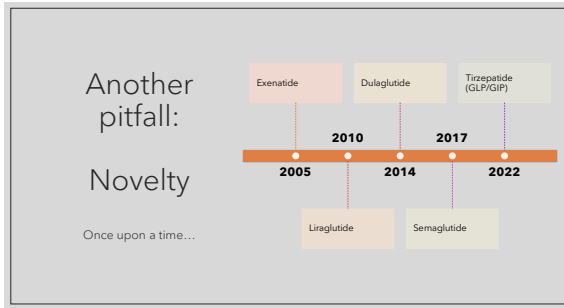 Another
pitfall:
Novelty
Once upon a time...
Exenatide
Dulaglutide
Tirzepatide
(GLP/GIP)
2010
2017
2005
2014
2022
Liraglutide
Semaglutide